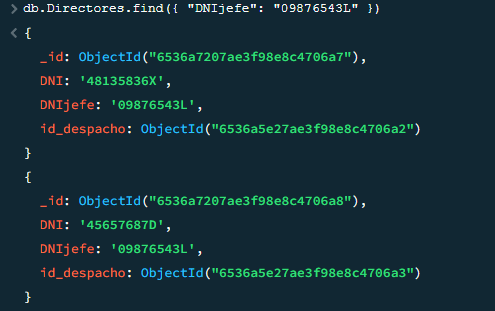 > db.Directores.find({ "DNIjefe": "09876543L" })
< {
_id: ObjectId("6536a7207ae3f98e8c4706a7"),
DNI: '48135836X',
DNIjefe: '09876543L',
id_despacho: ObjectId("6536a5e27ae3f98e8c4706a2")
}
{
_id: ObjectId("6536a7207ae3f98e8c4706a8"),
DNI: '45657687D',
DNIjefe: '09876543L',
id_despacho: ObjectId("6536a5e27ae3f98e8c4706a3")
}